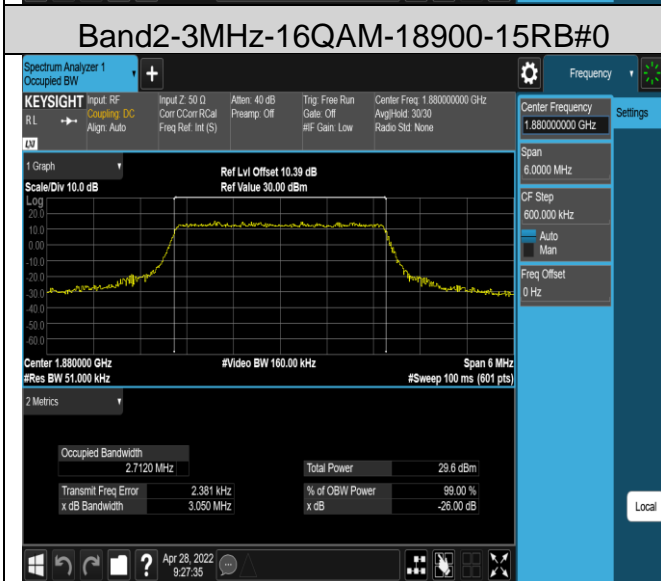 Band2-3MHz-16QAM-18900-15RB#0
Spectrum Analyzer 1
Occupied BW
+
Frequency
KEYSIGHT
RL
Input: RF
Coupling: DC
Align: Auto
Input Z: 50 Ω
Corr CCorr RCal
Freq Ref: Int (S)
Atten: 40 dB
Preamp: Off
Trig: Free Run
Gate: Off
#IF Gain: Low
Center Freq: 1.880000000 GHz
Avg|Hold: 30/30
Radio Std: None
Center Frequency
1.880000000 GHz
Settings
Span
6.0000 MHz
CF Step
600.000 kHz
Auto
Man
Freq Offset
0 Hz
Local
1 Graph
Scale/Div 10.0 dB
Ref Lvl Offset 10.39 dB
Ref Value 30.00 dBm
Log
20.0
10.0
0.00
-10.0
-20.0
-30.0
-40.0
-50.0
-60.0
Center 1.88000 GHz
#Video BW 160.00 kHz
Span 6 MHz
#Res BW 51.000 kHz
#Sweep 100 ms (601 pts)
2 Metrics
Occupied Bandwidth
2.7120 MHz
Total Power 29.6 dBm
Transmit Freq Error 2.381 kHz
% of OBW Power 99.00 %
x dB Bandwidth 3.050 MHz
x dB -26.00 dB
?
Apr 28, 2022
9:27:35